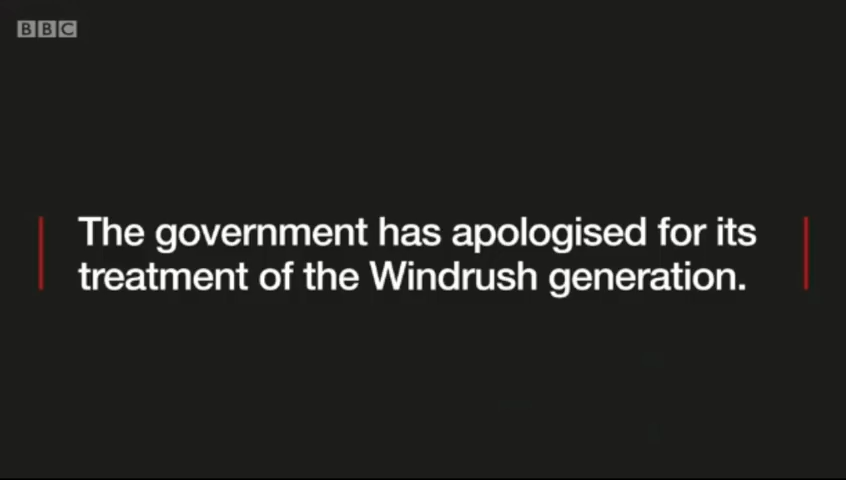 BBC
The government has apologised for its
treatment of the Windrush generation.